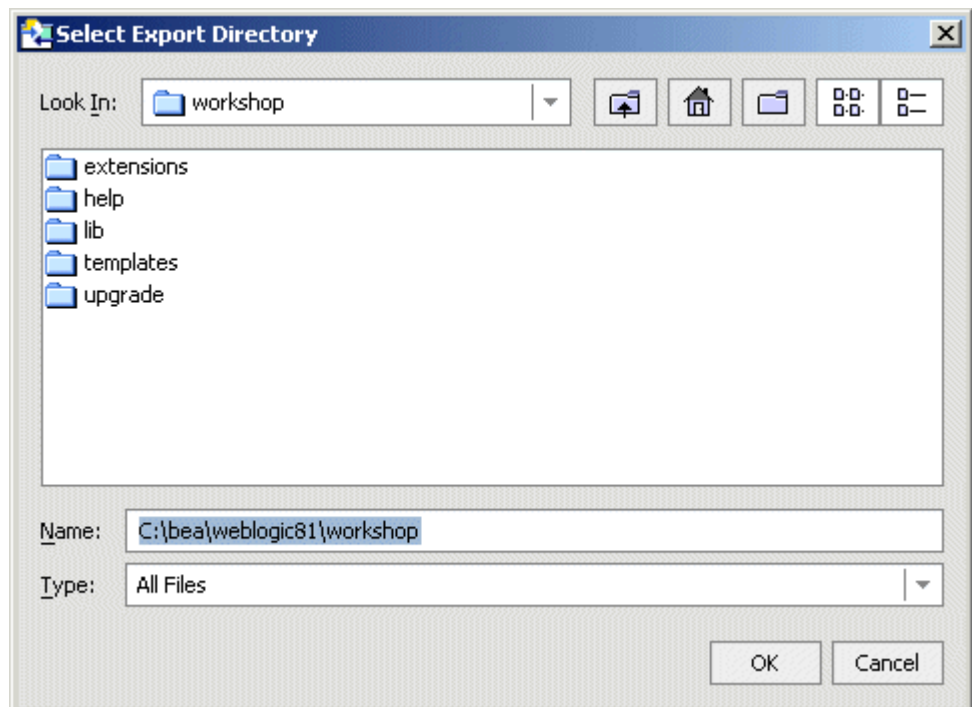 Select Export Directory
Look In: workshop
extensions
help
lib
templates
upgrade
Name: C:\bea\weblogic81\workshop
Type: All Files
OK Cancel